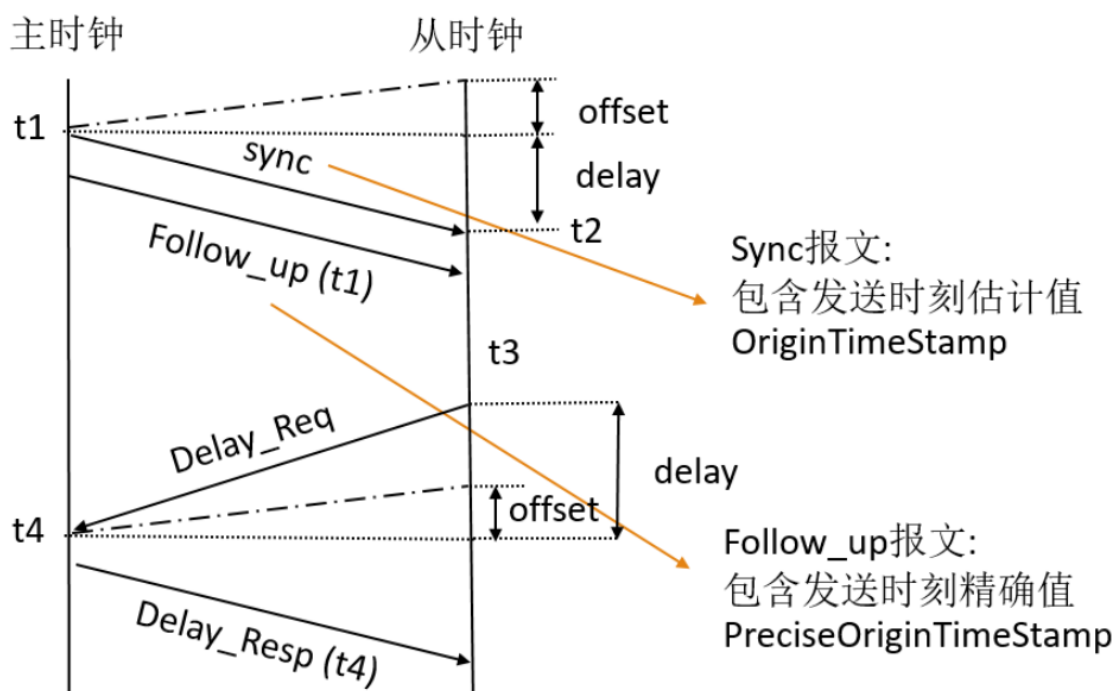 主时钟
从时钟
t1
offset
sync
delay
t2
Follow_up (t1)
Sync报文:
包含发送时刻估计值
OriginTimeStamp
t3
Delay_Req
delay
offset
t4
Follow_up报文:
包含发送时刻精确值
PreciseOriginTimeStamp
Delay_Resp (t4)